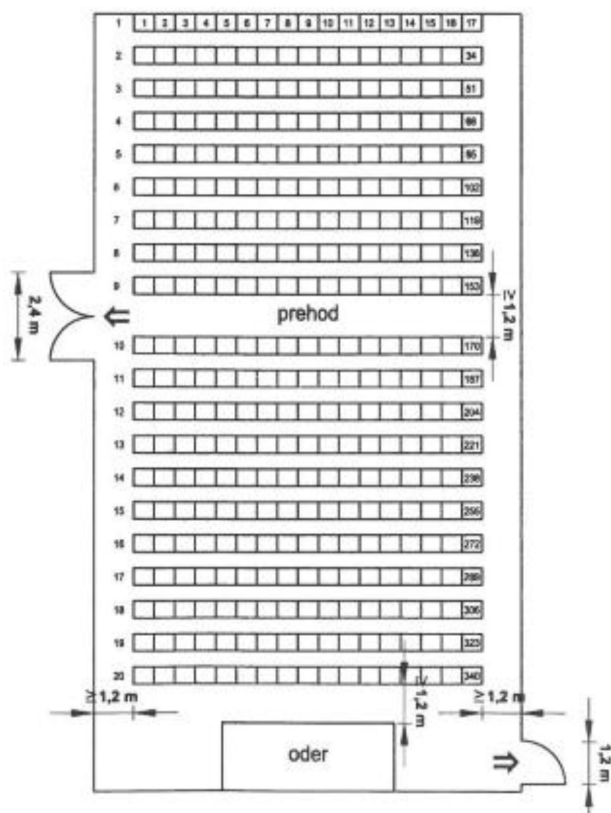 1 1 2 3 4 5 6 7 8 9 10 11 12 13 14 15 16 17
2 34
3 51
4 68
5 85
6 102
7 119
8 136
9 153
2,4 m
prehod
≥ 1,2 m
10 170
11 187
12 204
13 221
14 238
15 255
16 272
17 289
18 306
19 323
20 340
≥ 1,2 m
≥ 1,2 m
≥ 1,2 m
oder
1,2 m